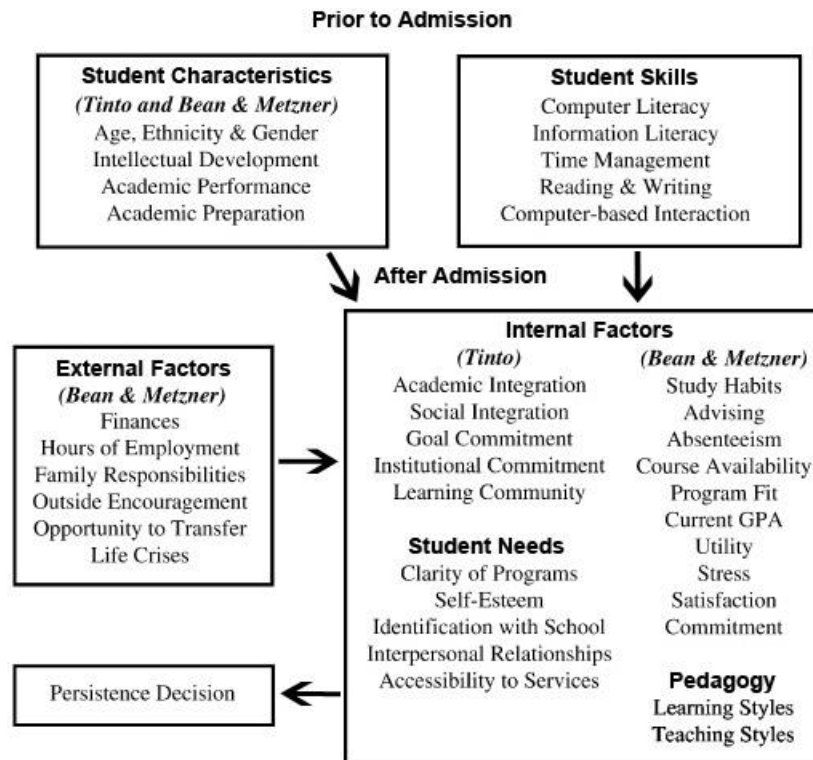 Prior to Admission
Student Characteristics
(Tinto and Bean & Metzner)
Age, Ethnicity & Gender
Intellectual Development
Academic Performance
Academic Preparation
Student Skills
Computer Literacy
Information Literacy
Time Management
Reading & Writing
Computer-based Interaction
After Admission
External Factors
(Bean & Metzner)
Finances
Hours of Employment
Family Responsibilities
Outside Encouragement
Opportunity to Transfer
Life Crises
Internal Factors
(Tinto)
Academic Integration
Social Integration
Goal Commitment
Institutional Commitment
Learning Community
Student Needs
Clarity of Programs
Self-Esteem
Identification with School
Interpersonal Relationships
Accessibility to Services
(Bean & Metzner)
Study Habits
Advising
Absenteeism
Course Availability
Program Fit
Current GPA
Utility
Stress
Satisfaction
Commitment
Pedagogy
Learning Styles
Teaching Styles
Persistence Decision